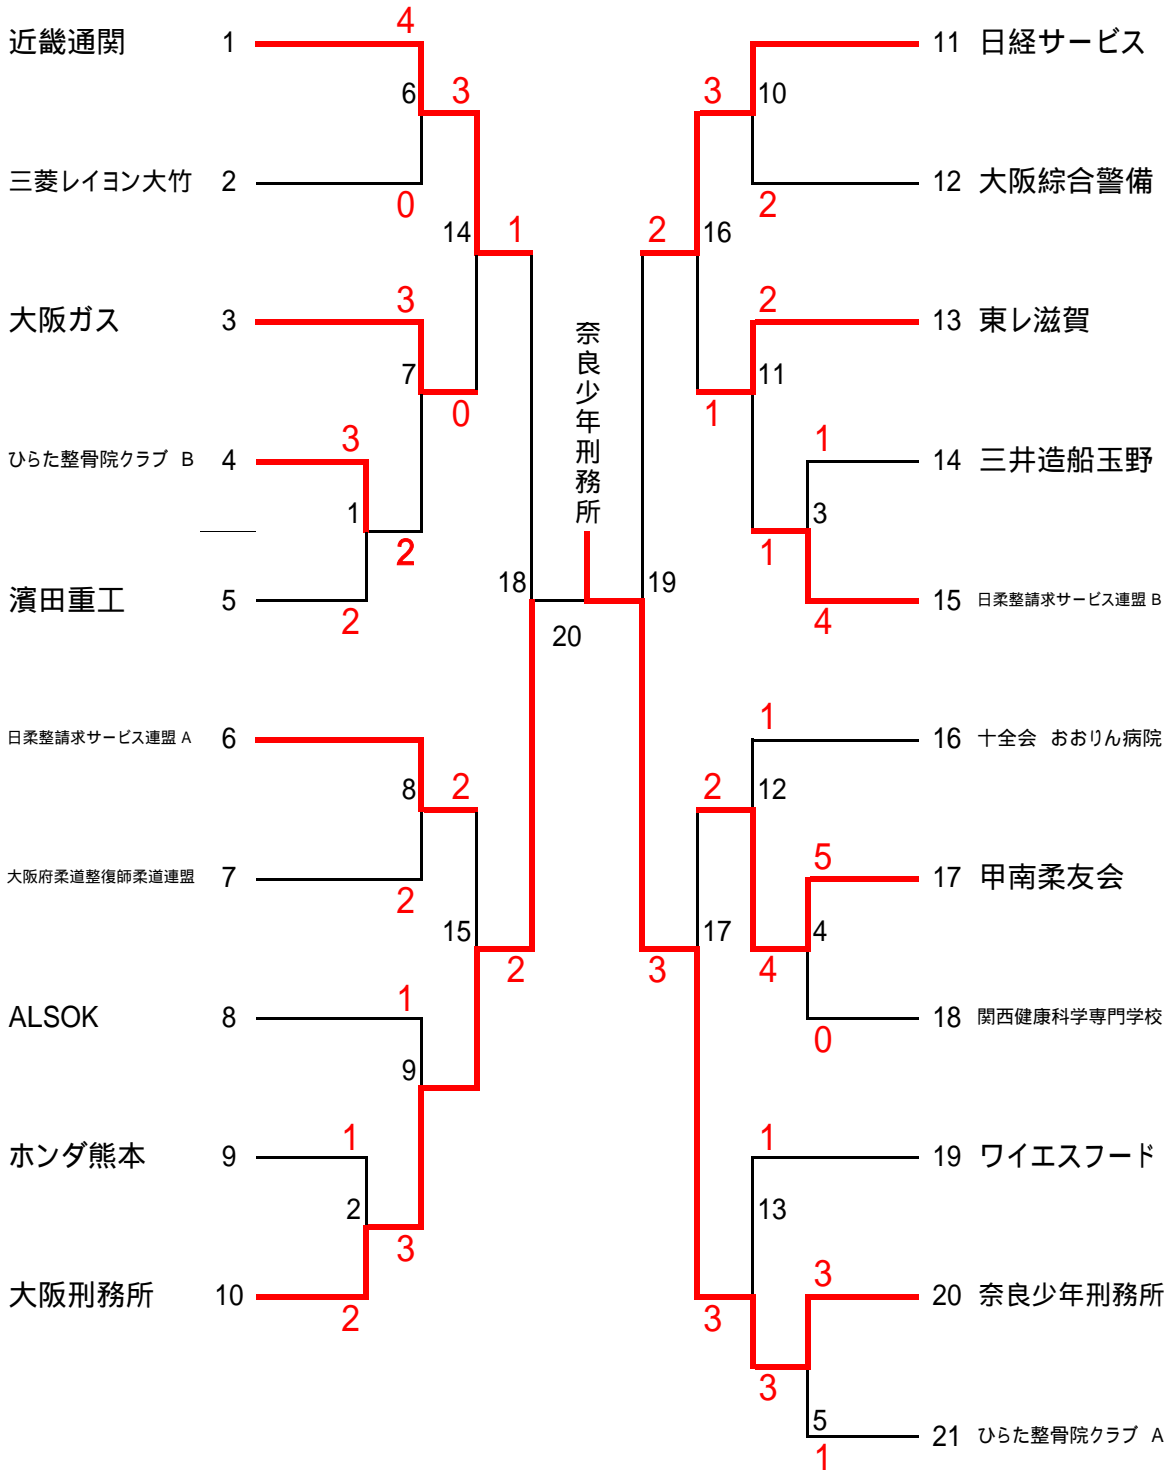 近畿通関 1
4
6
3
三菱レイヨン大竹 2
0
14
1
大阪ガス 3
3
7
0
ひらた整骨院クラブ B 4
3
1
2
濱田重工 5
2
18
日柔整請求サービス連盟 A 6
8
2
大阪府柔道整復師柔道連盟 7
2
15
2
ALSOK 8
1
9
ホンダ熊本 9
1
2
3
大阪刑務所 10
2
奈良少年刑務所
20
11 日経サービス
3
10
12 大阪綜合警備
2
2
16
13 東レ滋賀
2
11
1
14 三井造船玉野
1
3
1
15 日柔整請求サービス連盟 B
4
19
16 十全会 おおりん病院
1
2
12
17 甲南柔友会
5
4
4
18 関西健康科学専門学校
0
17
3
19 ワイエスフード
1
13
3
20 奈良少年刑務所
3
3
5
21 ひらた整骨院クラブ A
1